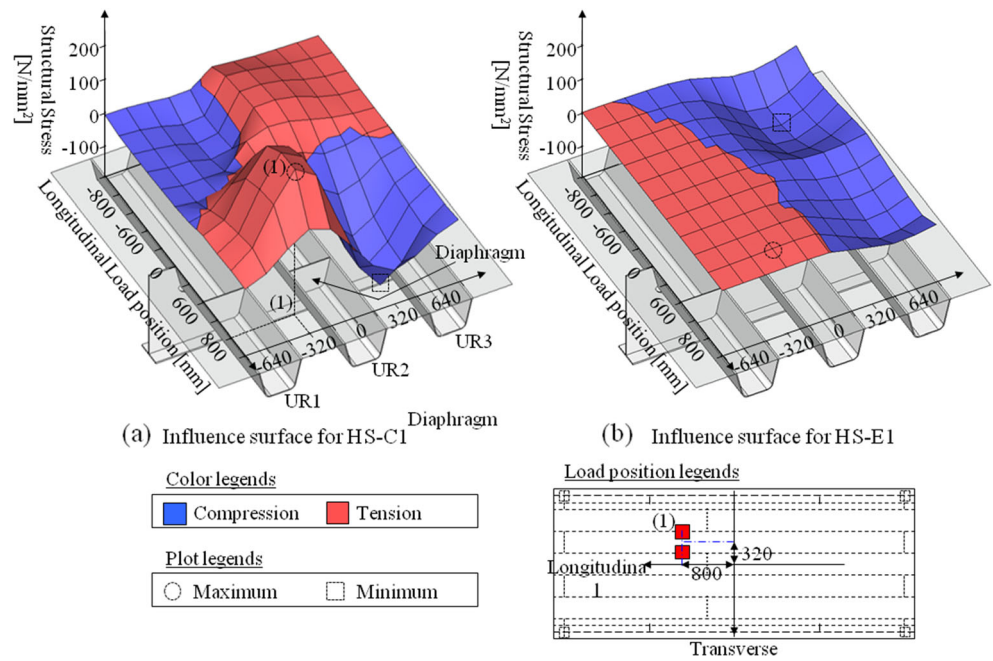 200
100
0
-100
Structural Stress
[N/mm²]
Longitudinal Load position [mm]
-800
-600
0
600
800
(1)
(1)
-640
-320
0
320
640
Diaphragm
UR1
UR2
UR3
Diaphragm
(a) Influence surface for HS-C1
200
100
0
-100
Structural Stress
[N/mm²]
Longitudinal Load position [mm]
-800
-600
0
600
800
-640
-320
0
320
640
(b) Influence surface for HS-E1
Color legends
Compression Tension
Plot legends
Maximum Minimum
Load position legends
(1)
320
Longitudina
l
800
Transverse